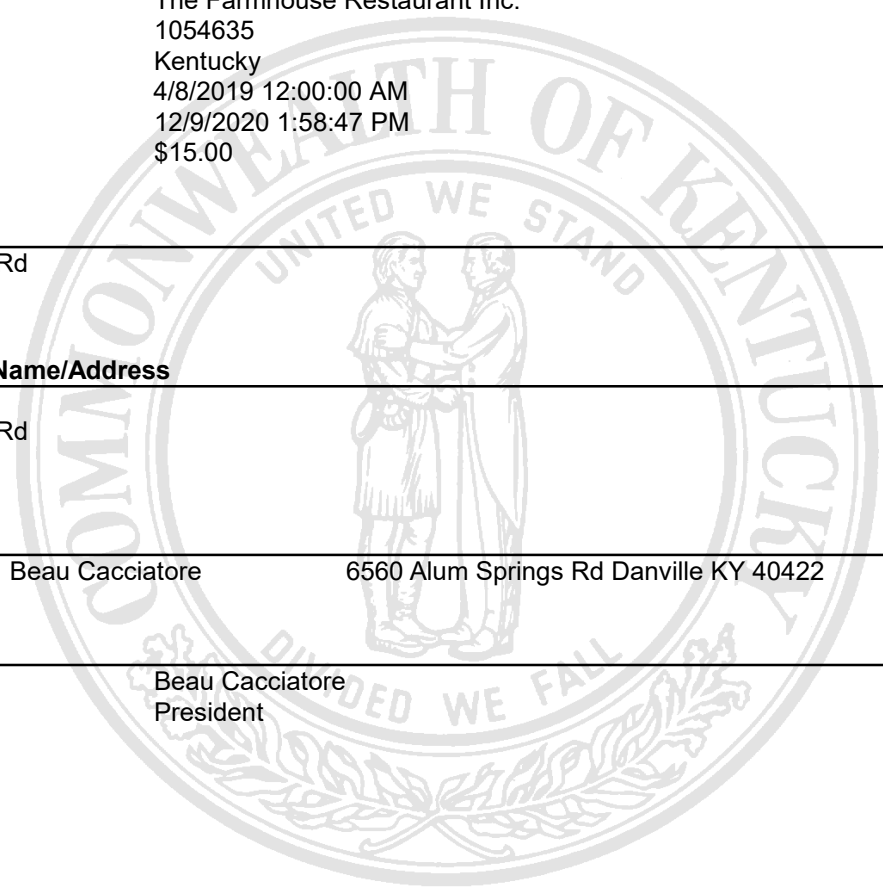 The Farmhouse Restaurant Inc.
1054635
Kentucky
4/8/2019 12:00:00 AM
12/9/2020 1:58:47 PM
$15.00
Rd
Name/Address
Rd
Beau Cacciatore 6560 Alum Springs Rd Danville KY 40422
Beau Cacciatore
President
COMMONWEALTH OF KENTUCKY
UNITED WE STAND
DIVIDED WE FALL